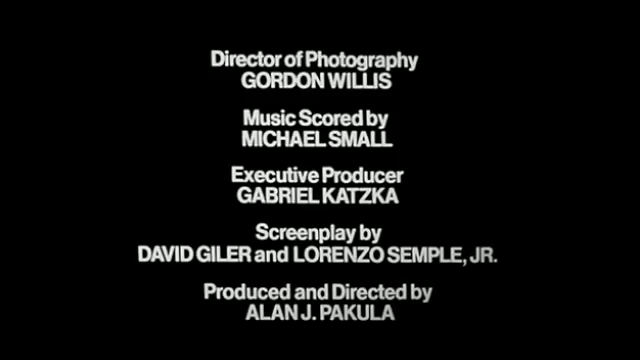 Director of Photography
GORDON WILLIS
Music Scored by
MICHAEL SMALL
Executive Producer
GABRIEL KATZKA
Screenplay by
DAVID GILER and LORENZO SEMPLE, JR.
Produced and Directed by
ALAN J. PAKULA